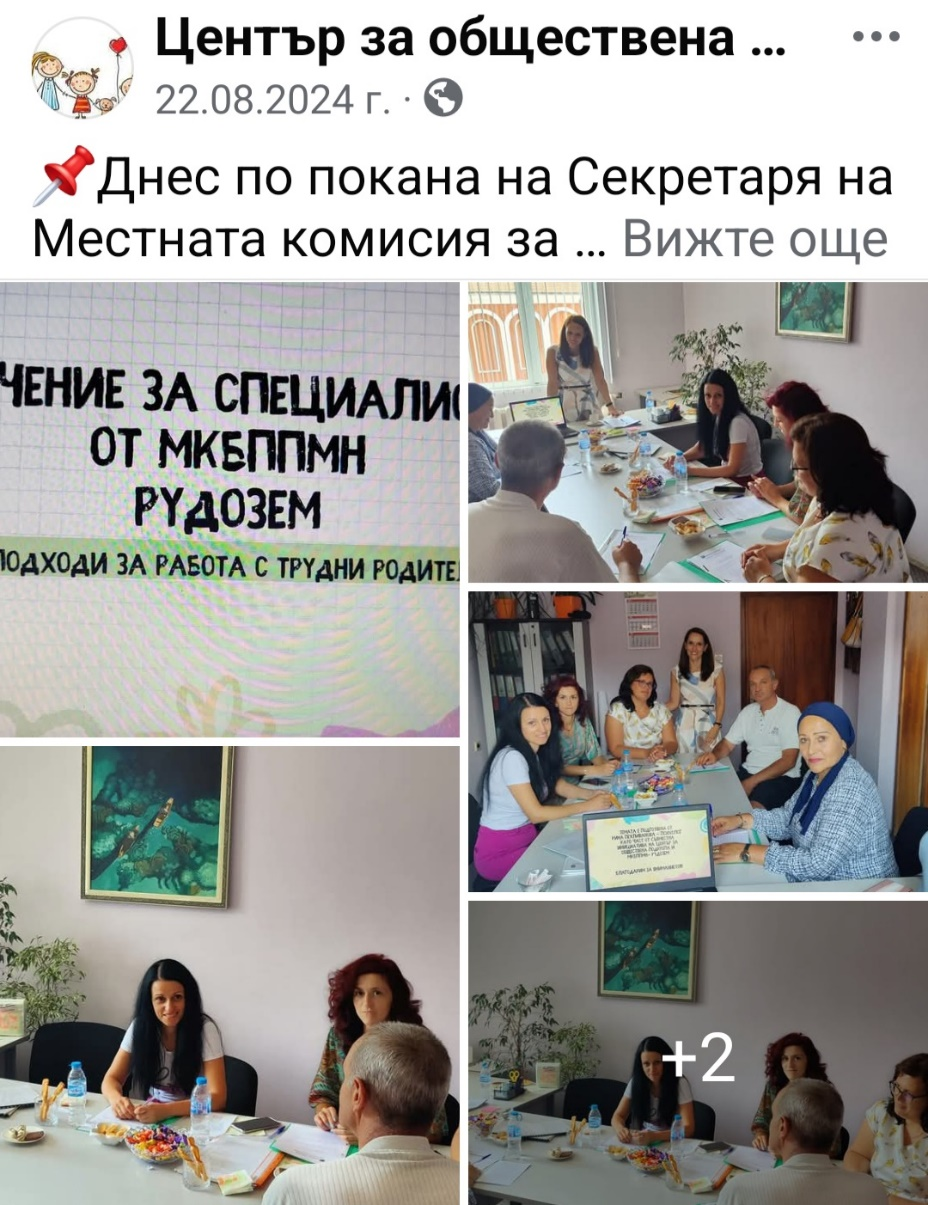 Център за обществена ...
22.08.2024 г. ·
📌Днес по покана на Секретаря на
Местната комисия за ... Вижте още
ЧЕНИЕ ЗА СПЕЦИАЛИ
ОТ МКБППМН
РУДОЗЕМ
ПОДХОДИ ЗА РАБОТА С ТРУДНИ РОДИТЕ
+2